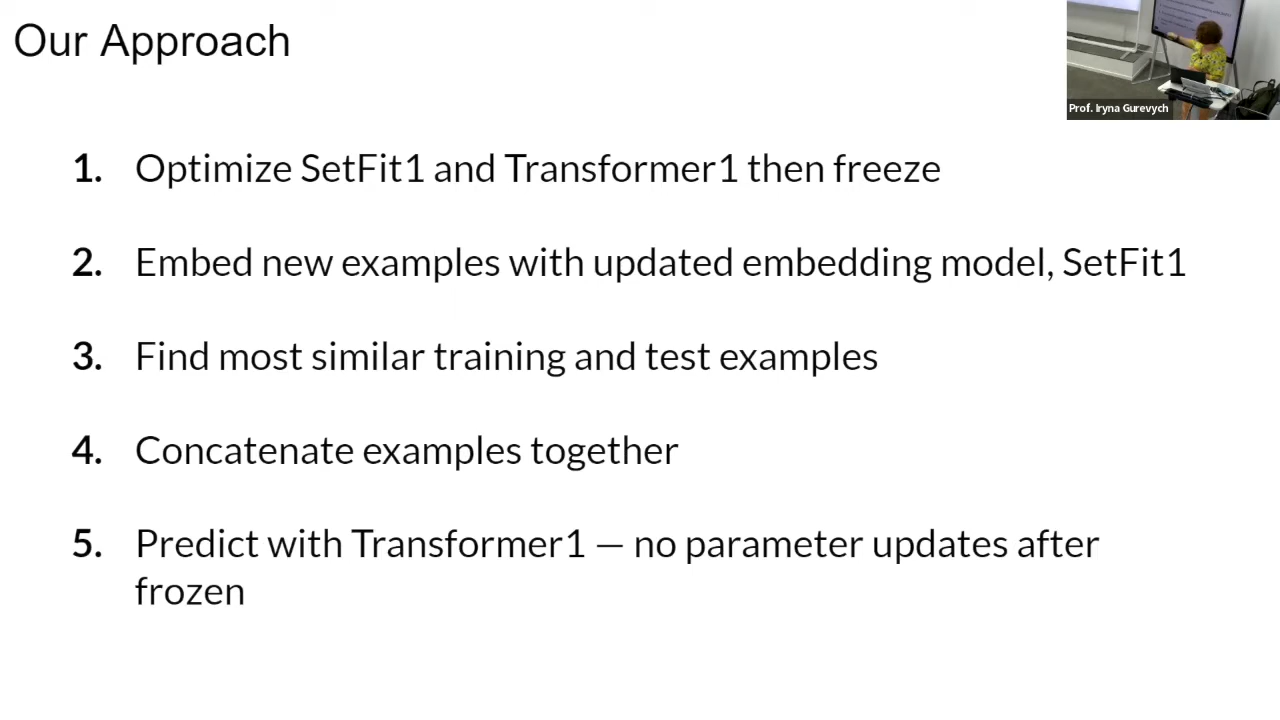 Our Approach
Prof. Iryna Gurevych
1. Optimize SetFit1 and Transformer1 then freeze
2. Embed new examples with updated embedding model, SetFit1
3. Find most similar training and test examples
4. Concatenate examples together
5. Predict with Transformer1 — no parameter updates after
frozen